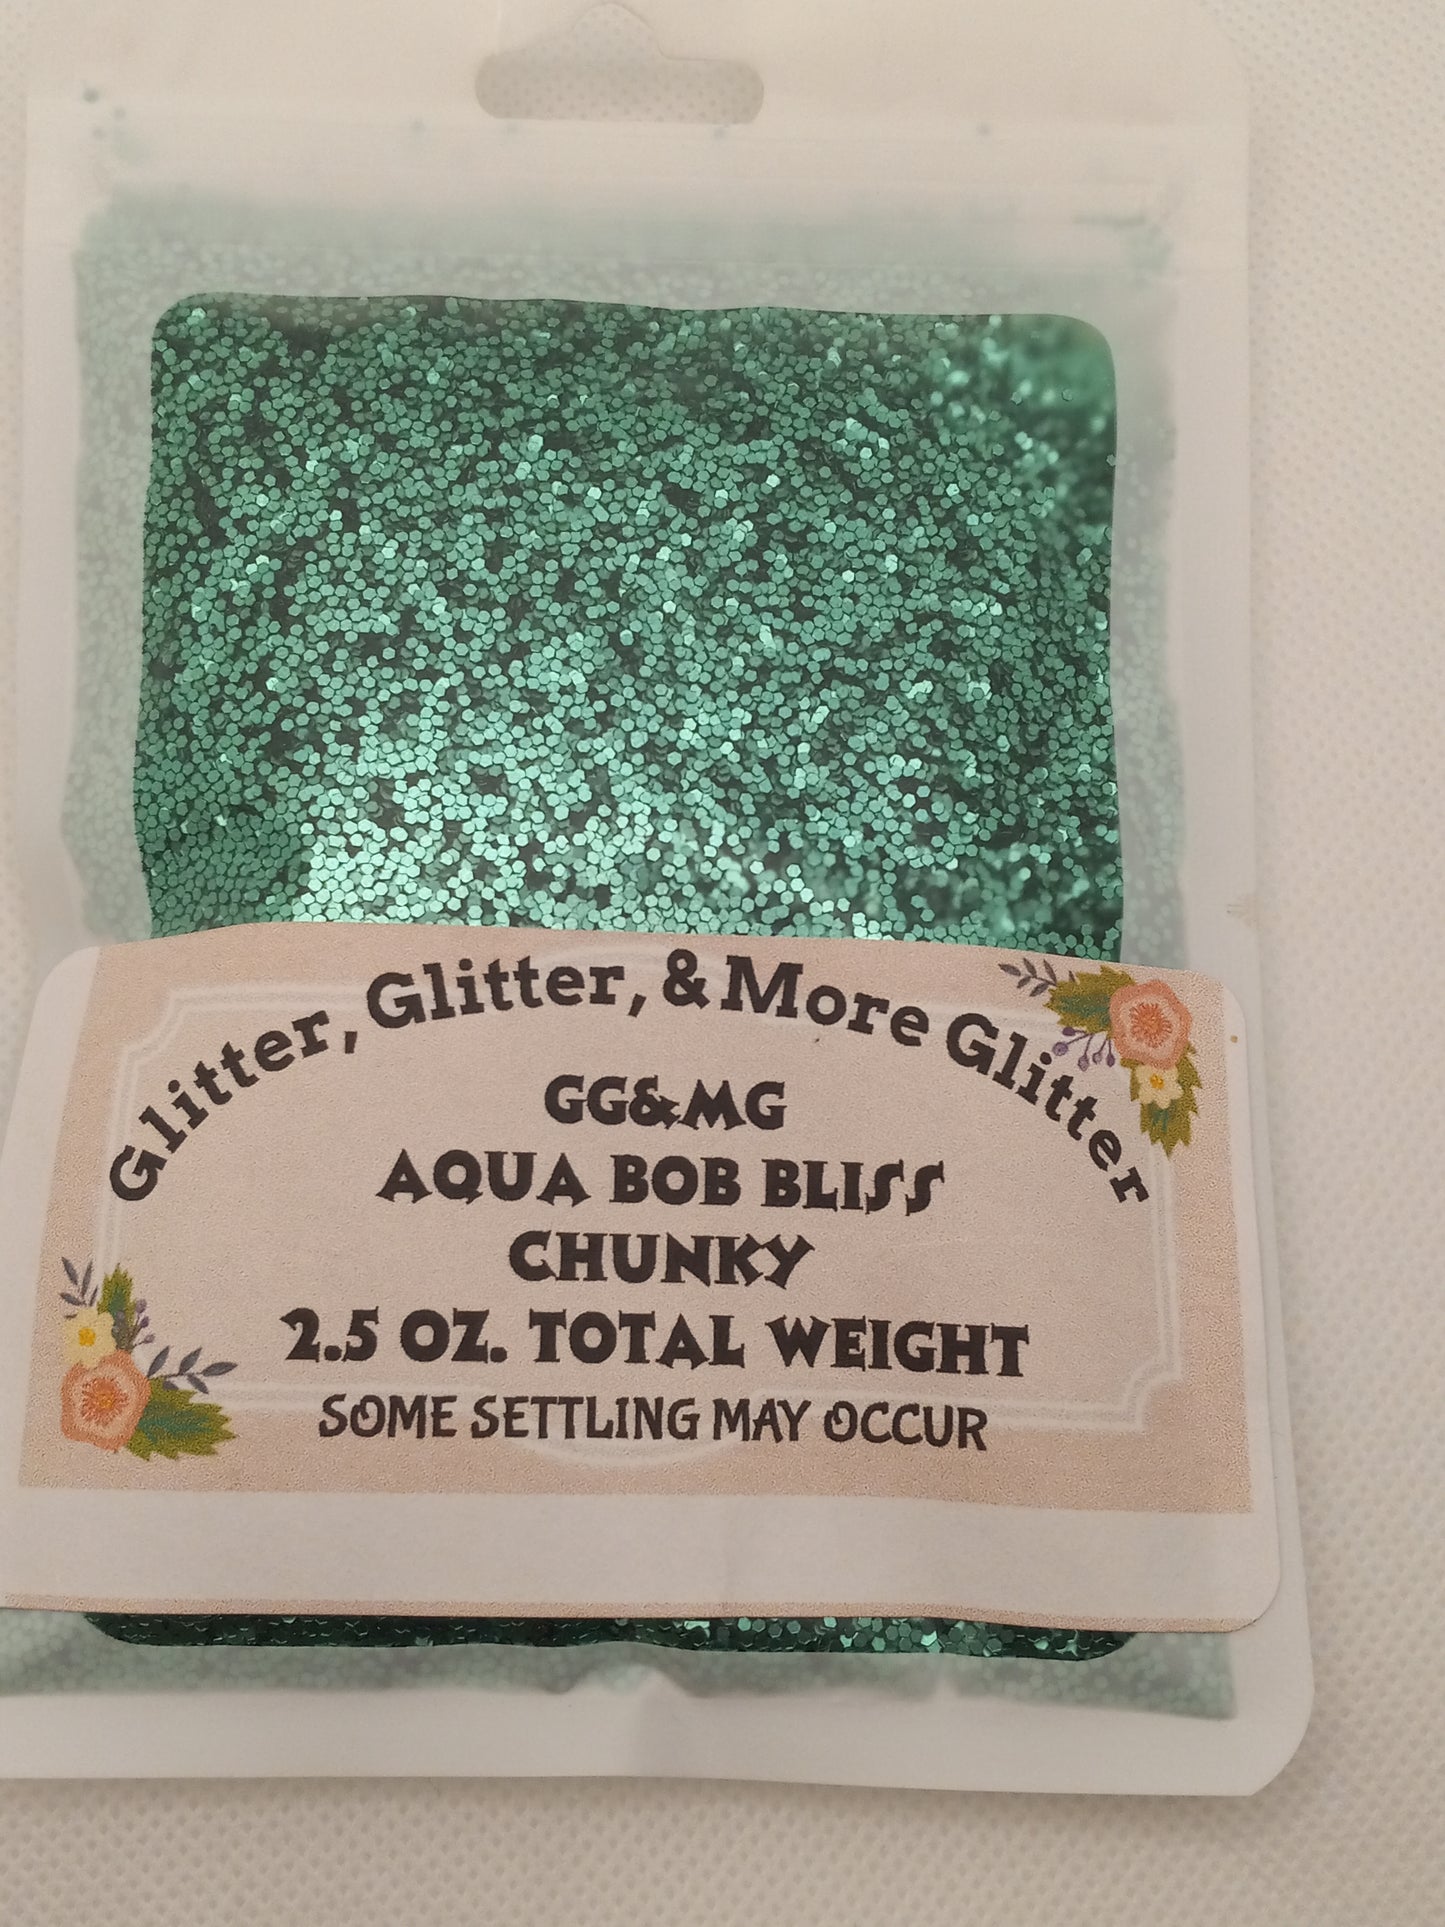 Glitter, Glitter, & More Glitter
GG&MG
AQUA BOB BLISS
CHUNKY
2.5 OZ. TOTAL WEIGHT
SOME SETTLING MAY OCCUR